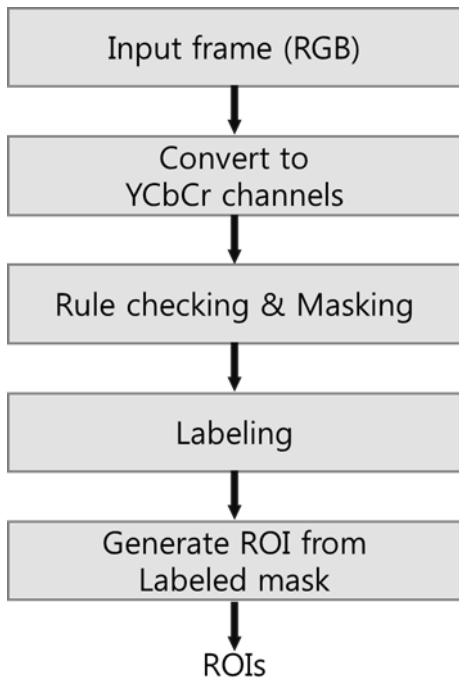 Input frame (RGB)
Convert to
YCbCr channels
Rule checking & Masking
Labeling
Generate ROI from
Labeled mask
ROIs